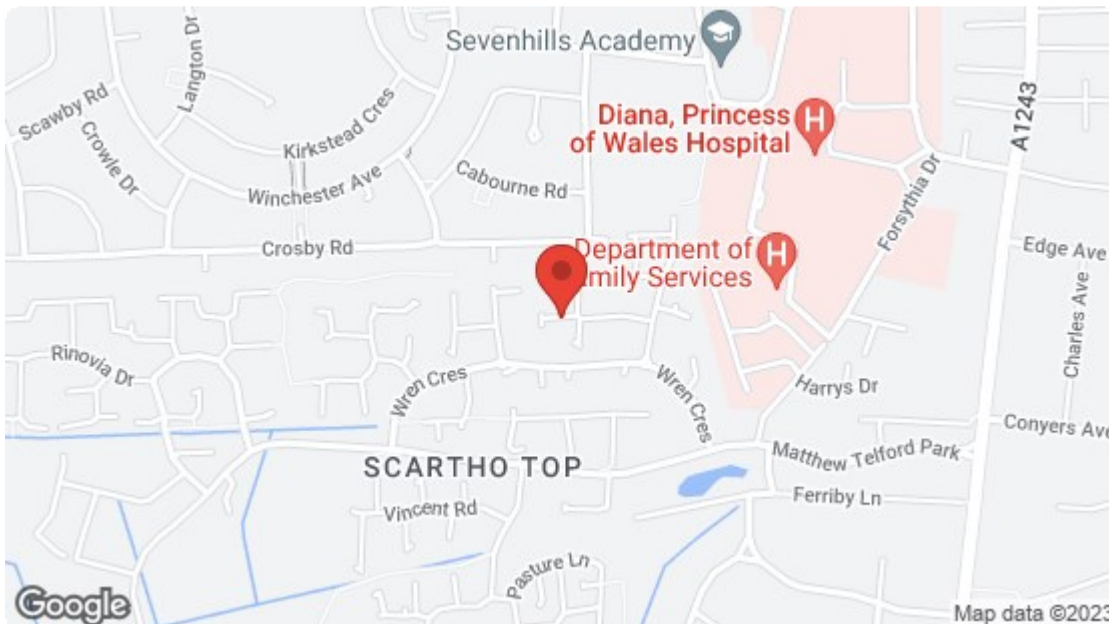 Sevenhills Academy
Langton Dr
Scawby Rd
Crowle Dr
Kirkstead Cres
Winchester Ave
Cabourne Rd
Diana, Princess
of Wales Hospital
A1243
Forsythia Dr
Crosby Rd
Department of
mily Services
Edge Ave
Charles Ave
Rinovia Dr
Wren Cres
Wren Cres
Harrys Dr
Conyers Ave
Matthew Telford Park
SCARTHO TOP
Ferriby Ln
Vincent Rd
Pasture Ln
Google
Map data ©2023